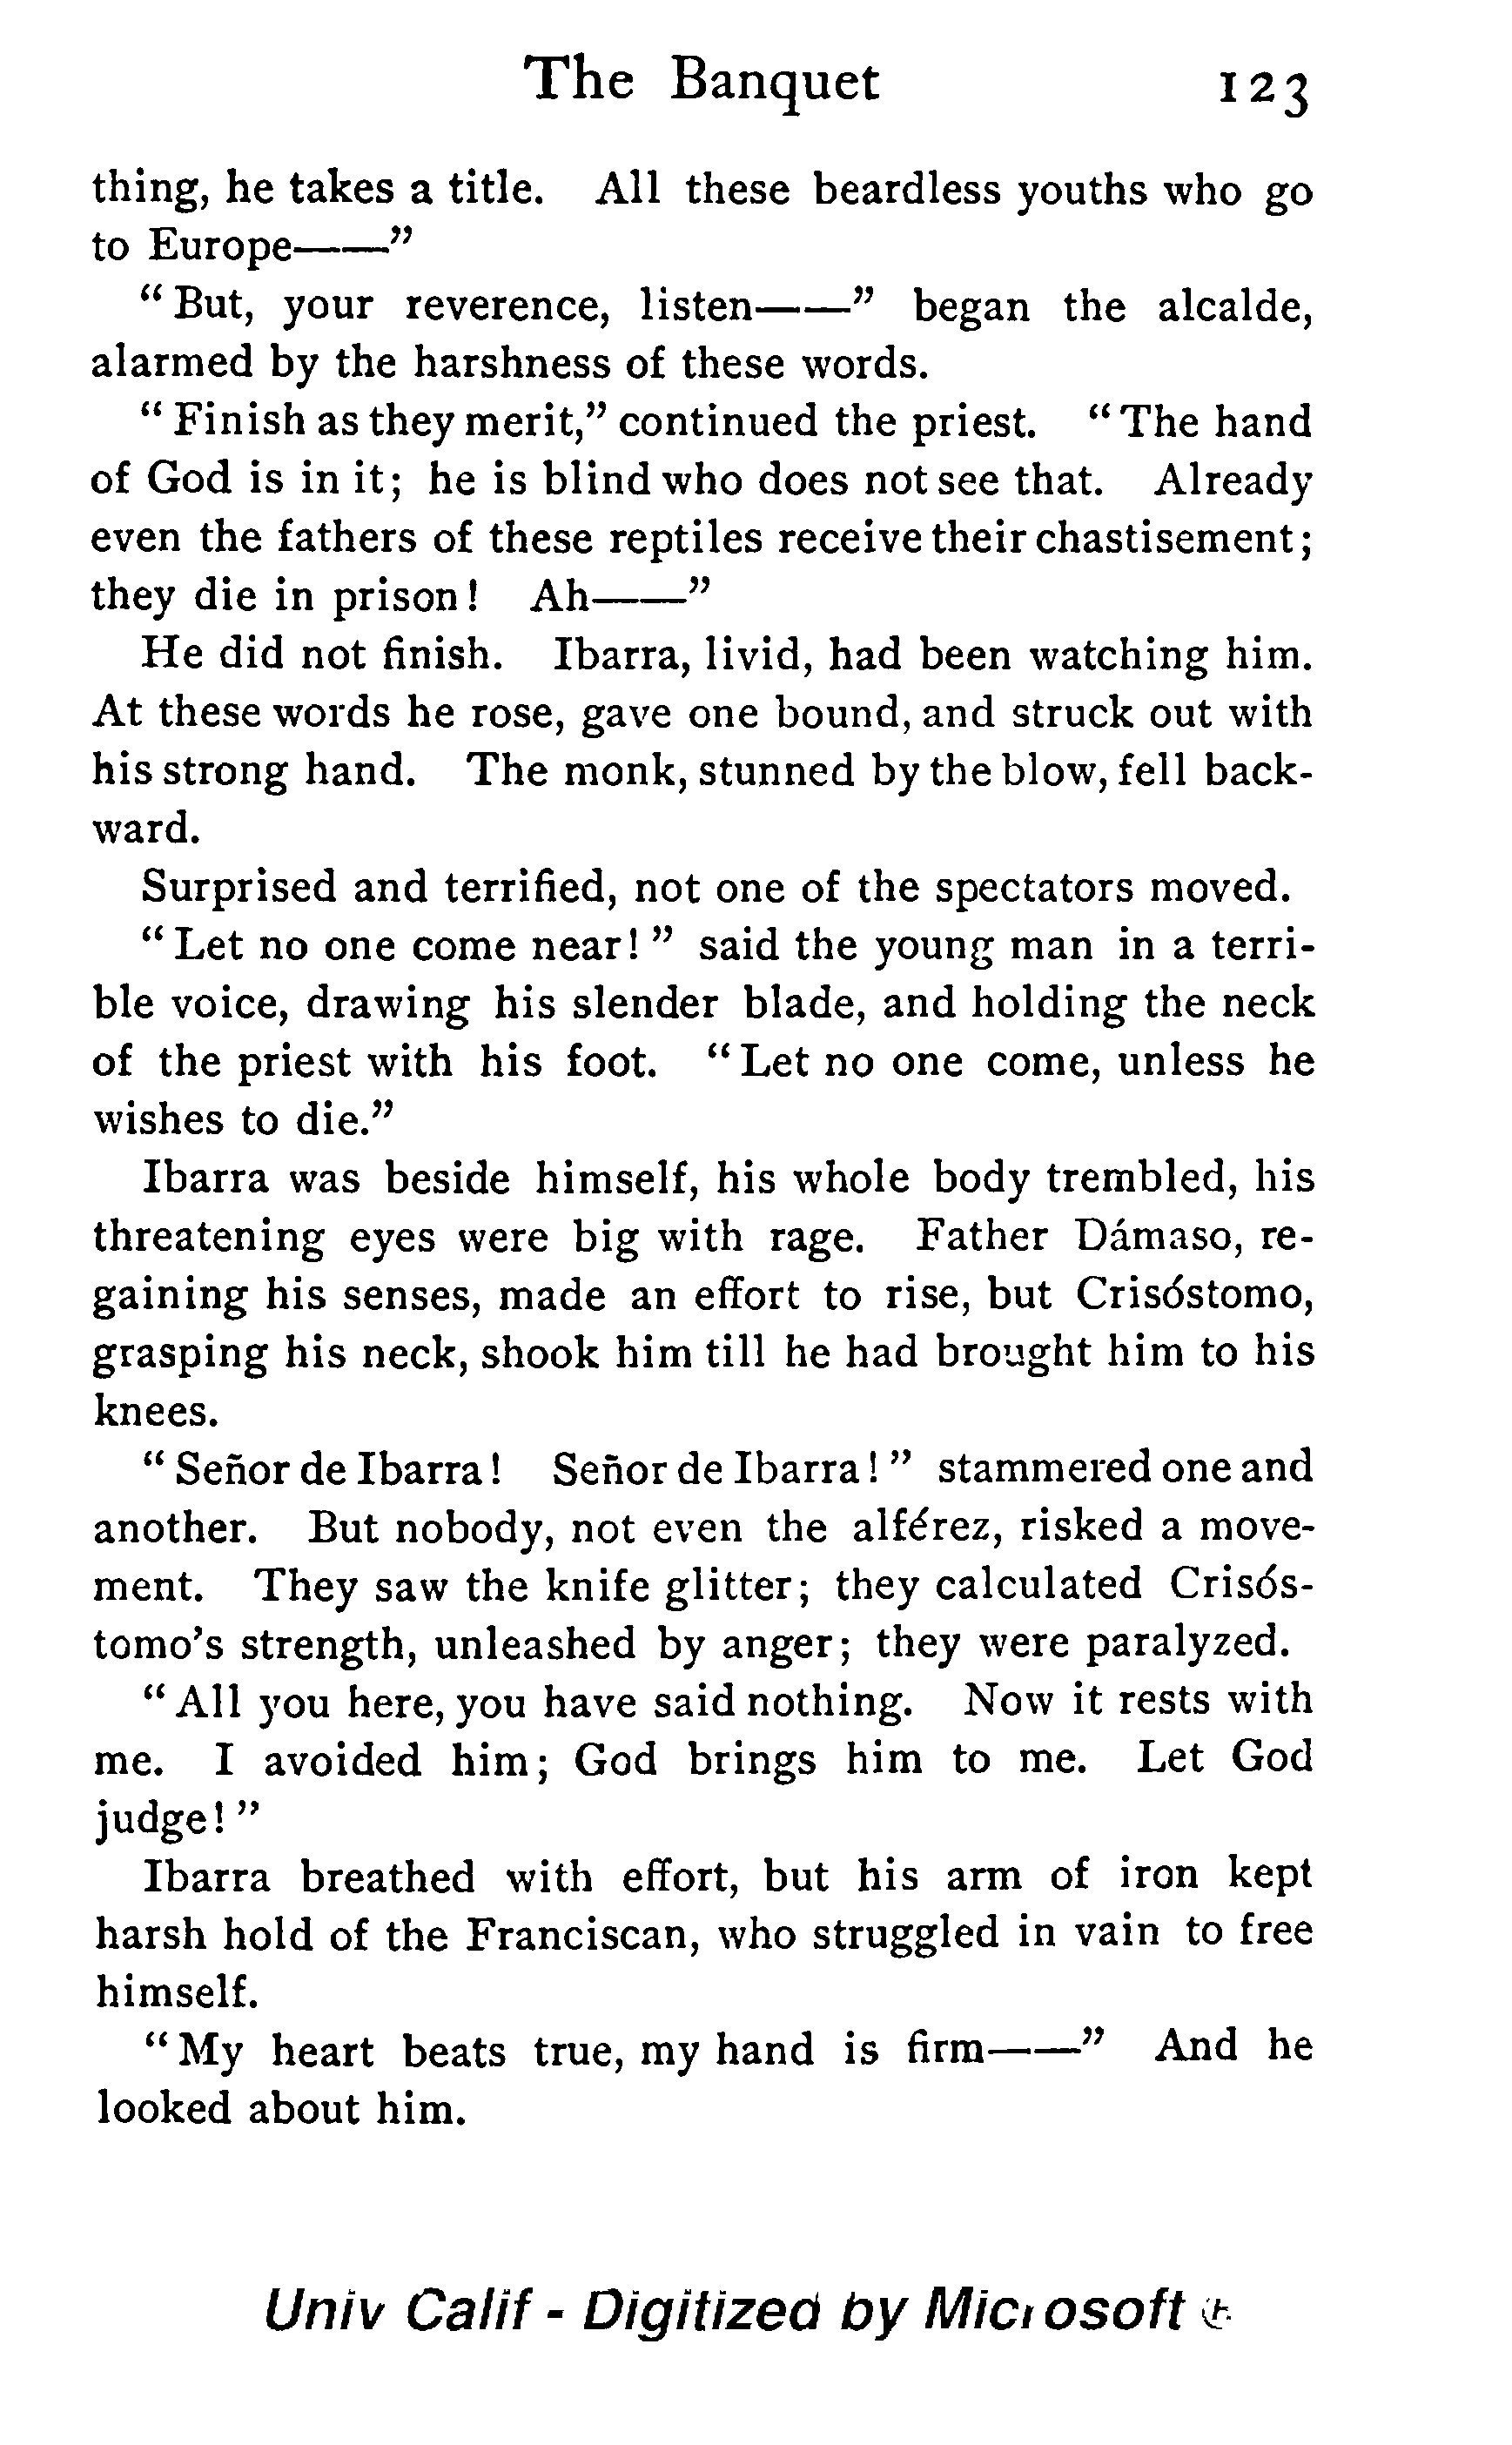 The Banquet 123
thing, he takes a title. All these beardless youths who go
to Europe——”
“But, your reverence, listen——” began the alcalde,
alarmed by the harshness of these words.
“Finish as they merit,” continued the priest. “The hand
of God is in it; he is blind who does not see that. Already
even the fathers of these reptiles receive their chastisement;
they die in prison! Ah——”
He did not finish. Ibarra, livid, had been watching him.
At these words he rose, gave one bound, and struck out with
his strong hand. The monk, stunned by the blow, fell back-
ward.
Surprised and terrified, not one of the spectators moved.
“Let no one come near!” said the young man in a terri-
ble voice, drawing his slender blade, and holding the neck
of the priest with his foot. “Let no one come, unless he
wishes to die.”
Ibarra was beside himself, his whole body trembled, his
threatening eyes were big with rage. Father Dámaso, re-
gaining his senses, made an effort to rise, but Crisóstomo,
grasping his neck, shook him till he had brought him to his
knees.
“Señor de Ibarra! Señor de Ibarra!” stammered one and
another. But nobody, not even the alférez, risked a move-
ment. They saw the knife glitter; they calculated Crisós-
tomo’s strength, unleashed by anger; they were paralyzed.
“All you here, you have said nothing. Now it rests with
me. I avoided him; God brings him to me. Let God
judge!”
Ibarra breathed with effort, but his arm of iron kept
harsh hold of the Franciscan, who struggled in vain to free
himself.
“My heart beats true, my hand is firm——” And he
looked about him.
Univ Calif - Digitized by Microsoft ®